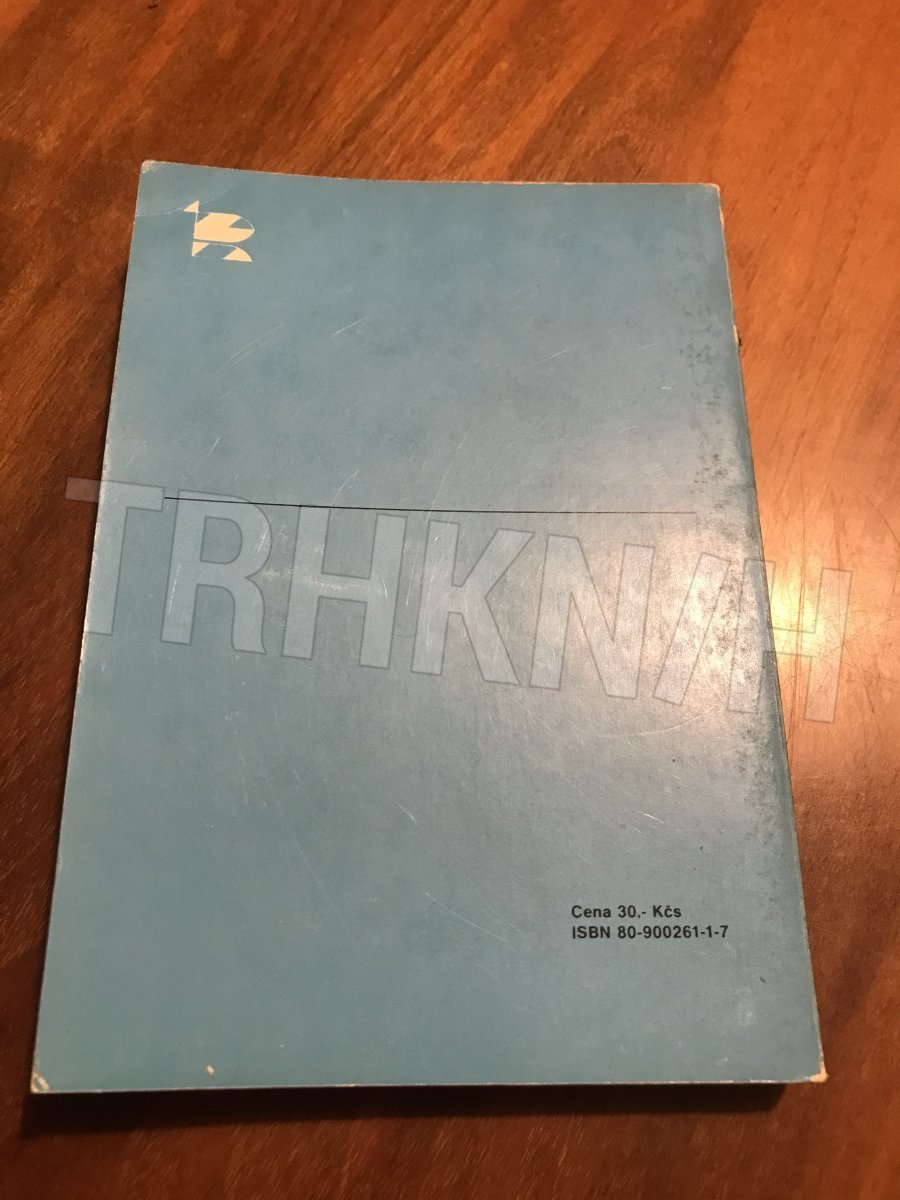 TRHKNIH
Cena 30,- Kčs
ISBN 80-900261-1-7